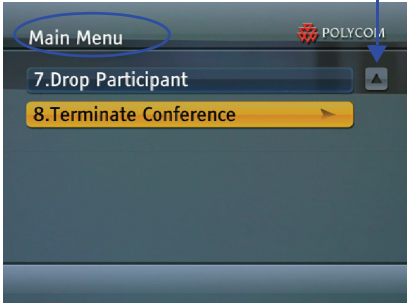 Main Menu
POLYCOM
7.Drop Participant
8.Terminate Conference